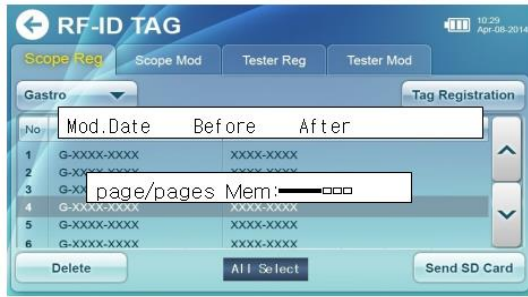 RF-ID TAG
10:29
Apr-08-2014
Scope Reg Scope Mod Tester Reg Tester Mod
Gastro Tag Registration
No Mod.Date Before After
1 G-XXXX-XXXX XXXX-XXXX
2 G-XXXX-XXXX XXXX-XXXX
3 G-XX page/pages Mem:
4 G-XXXX-XXXX XXXX-XXXX
5 G-XXXX-XXXX XXXX-XXXX
6 G-XXXX-XXXX XXXX-XXXX
Delete All Select Send SD Card